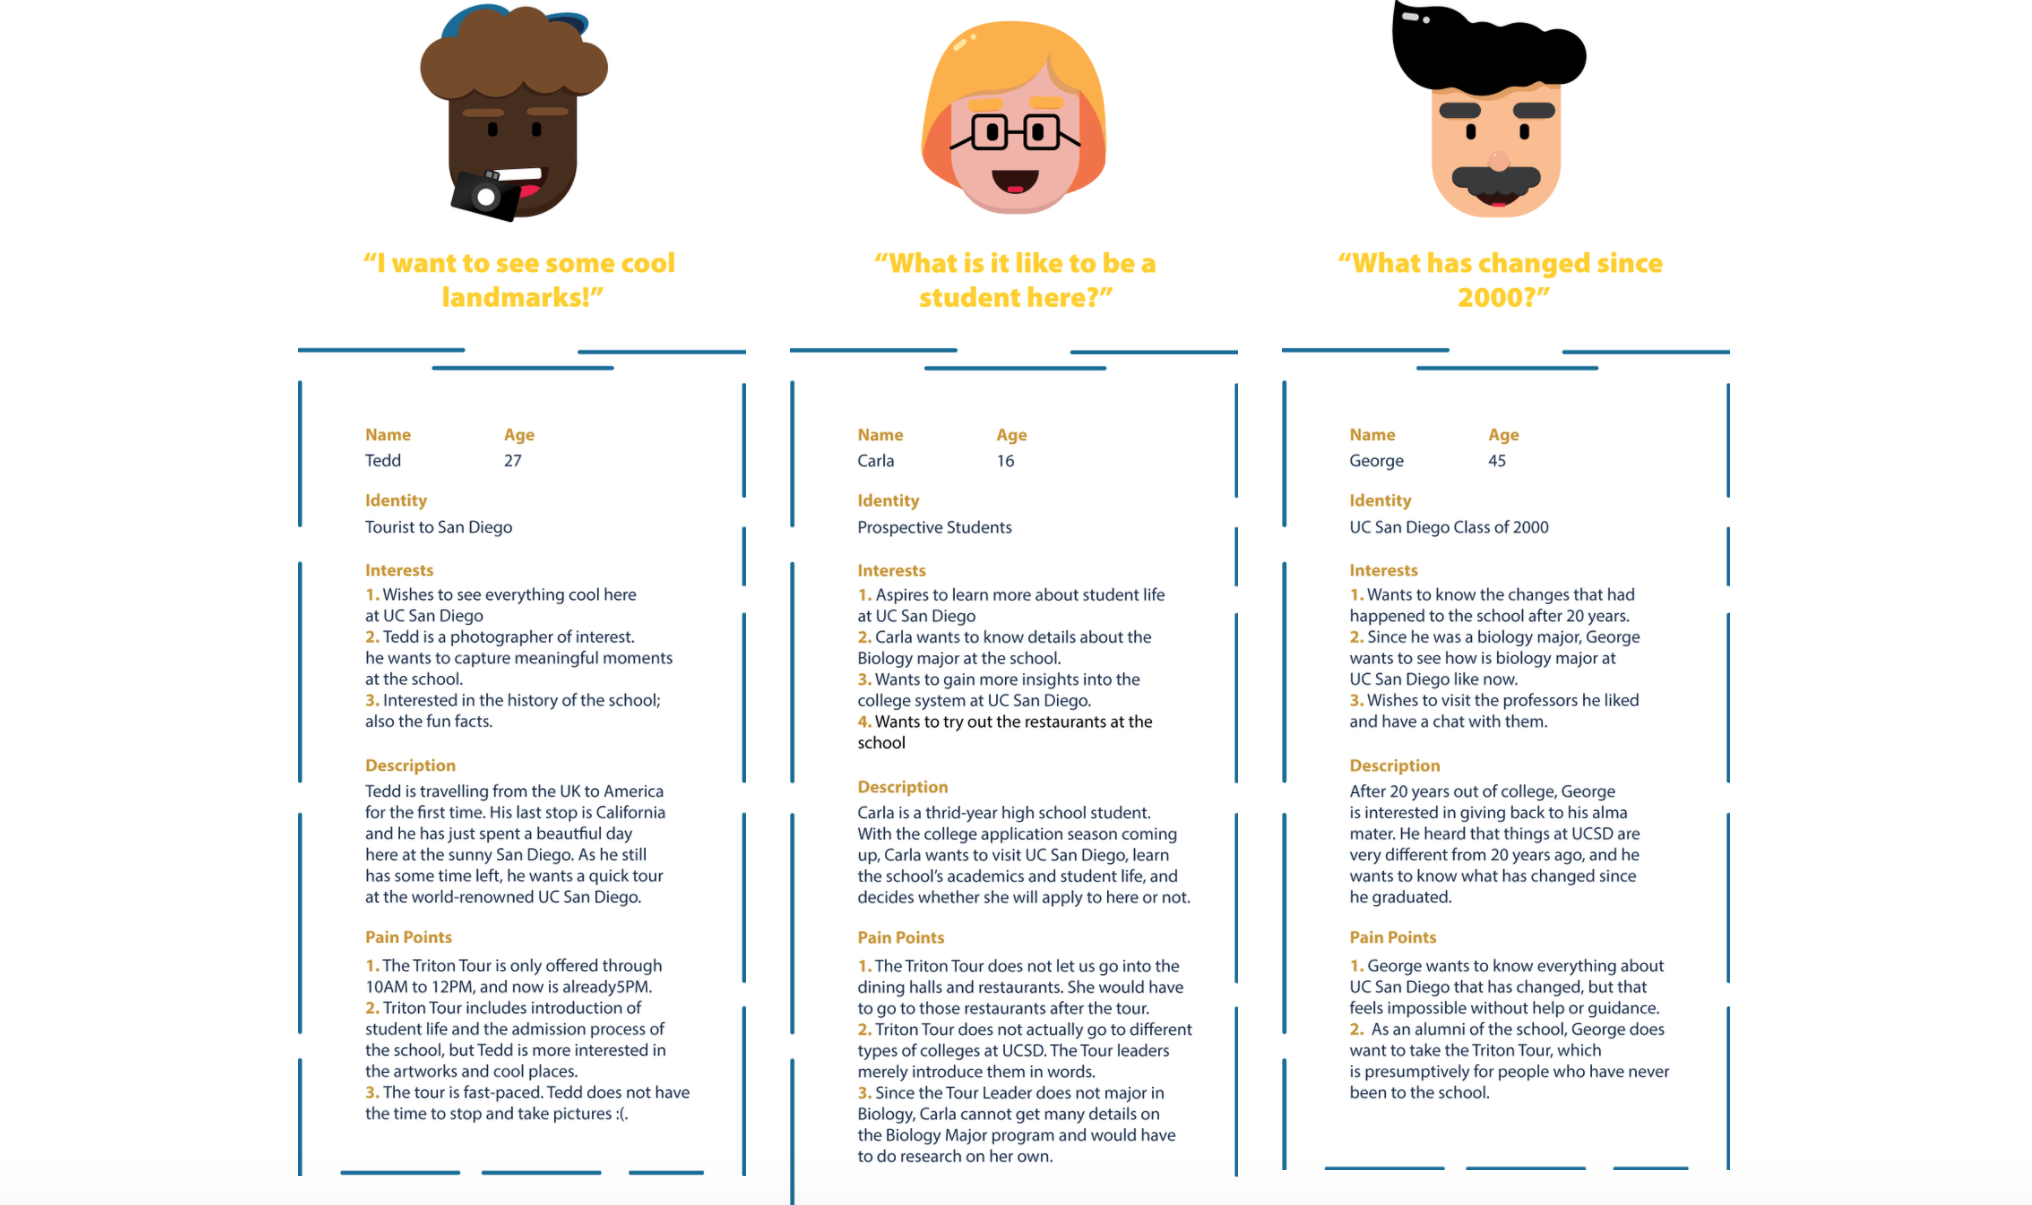 “I want to see some cool
landmarks!”
Name Age
Tedd 27
Identity
Tourist to San Diego
Interests
1. Wishes to see everything cool here
at UC San Diego
2. Tedd is a photographer of interest.
he wants to capture meaningful moments
at the school.
3. Interested in the history of the school;
also the fun facts.
Description
Tedd is travelling from the UK to America
for the first time. His last stop is California
and he has just spent a beautfiul day
here at the sunny San Diego. As he still
has some time left, he wants a quick tour
at the world-renowned UC San Diego.
Pain Points
1. The Triton Tour is only offered through
10AM to 12PM, and now is already5PM.
2. Triton Tour includes introduction of
student life and the admission process of
the school, but Tedd is more interested in
the artworks and cool places.
3. The tour is fast-paced. Tedd does not have
the time to stop and take pictures :(.
“What is it like to be a
student here?”
Name Age
Carla 16
Identity
Prospective Students
Interests
1. Aspires to learn more about student life
at UC San Diego
2. Carla wants to know details about the
Biology major at the school.
3. Wants to gain more insights into the
college system at UC San Diego.
4. Wants to try out the restaurants at the
school
Description
Carla is a thrid-year high school student.
With the college application season coming
up, Carla wants to visit UC San Diego, learn
the school’s academics and student life, and
decides whether she will apply to here or not.
Pain Points
1. The Triton Tour does not let us go into the
dining halls and restaurants. She would have
to go to those restaurants after the tour.
2. Triton Tour does not actually go to different
types of colleges at UCSD. The Tour leaders
merely introduce them in words.
3. Since the Tour Leader does not major in
Biology, Carla cannot get many details on
the Biology Major program and would have
to do research on her own.
“What has changed since
2000?”
Name Age
George 45
Identity
UC San Diego Class of 2000
Interests
1. Wants to know the changes that had
happened to the school after 20 years.
2. Since he was a biology major, George
wants to see how is biology major at
UC San Diego like now.
3. Wishes to visit the professors he liked
and have a chat with them.
Description
After 20 years out of college, George
is interested in giving back to his alma
mater. He heard that things at UCSD are
very different from 20 years ago, and he
wants to know what has changed since
he graduated.
Pain Points
1. George wants to know everything about
UC San Diego that has changed, but that
feels impossible without help or guidance.
2. As an alumni of the school, George does
want to take the Triton Tour, which
is presumptively for people who have never
been to the school.